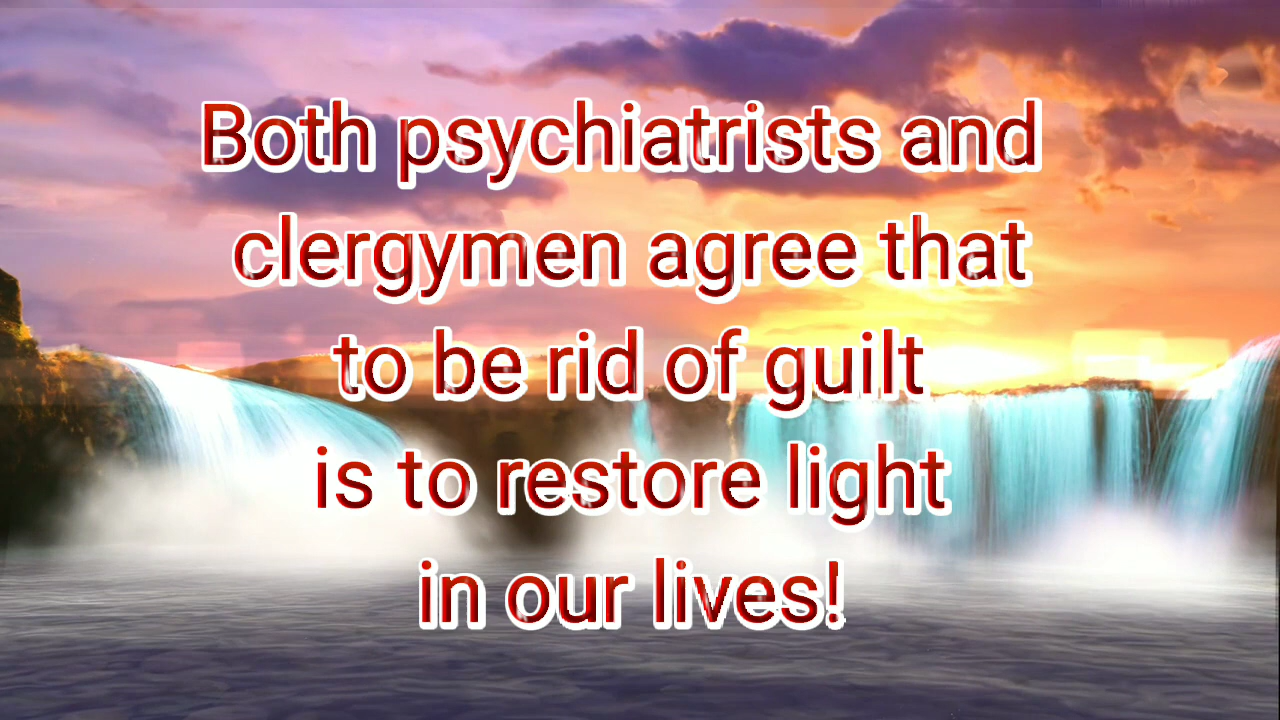 Both psychiatrists and
clergymen agree that
to be rid of guilt
is to restore light
in our lives!